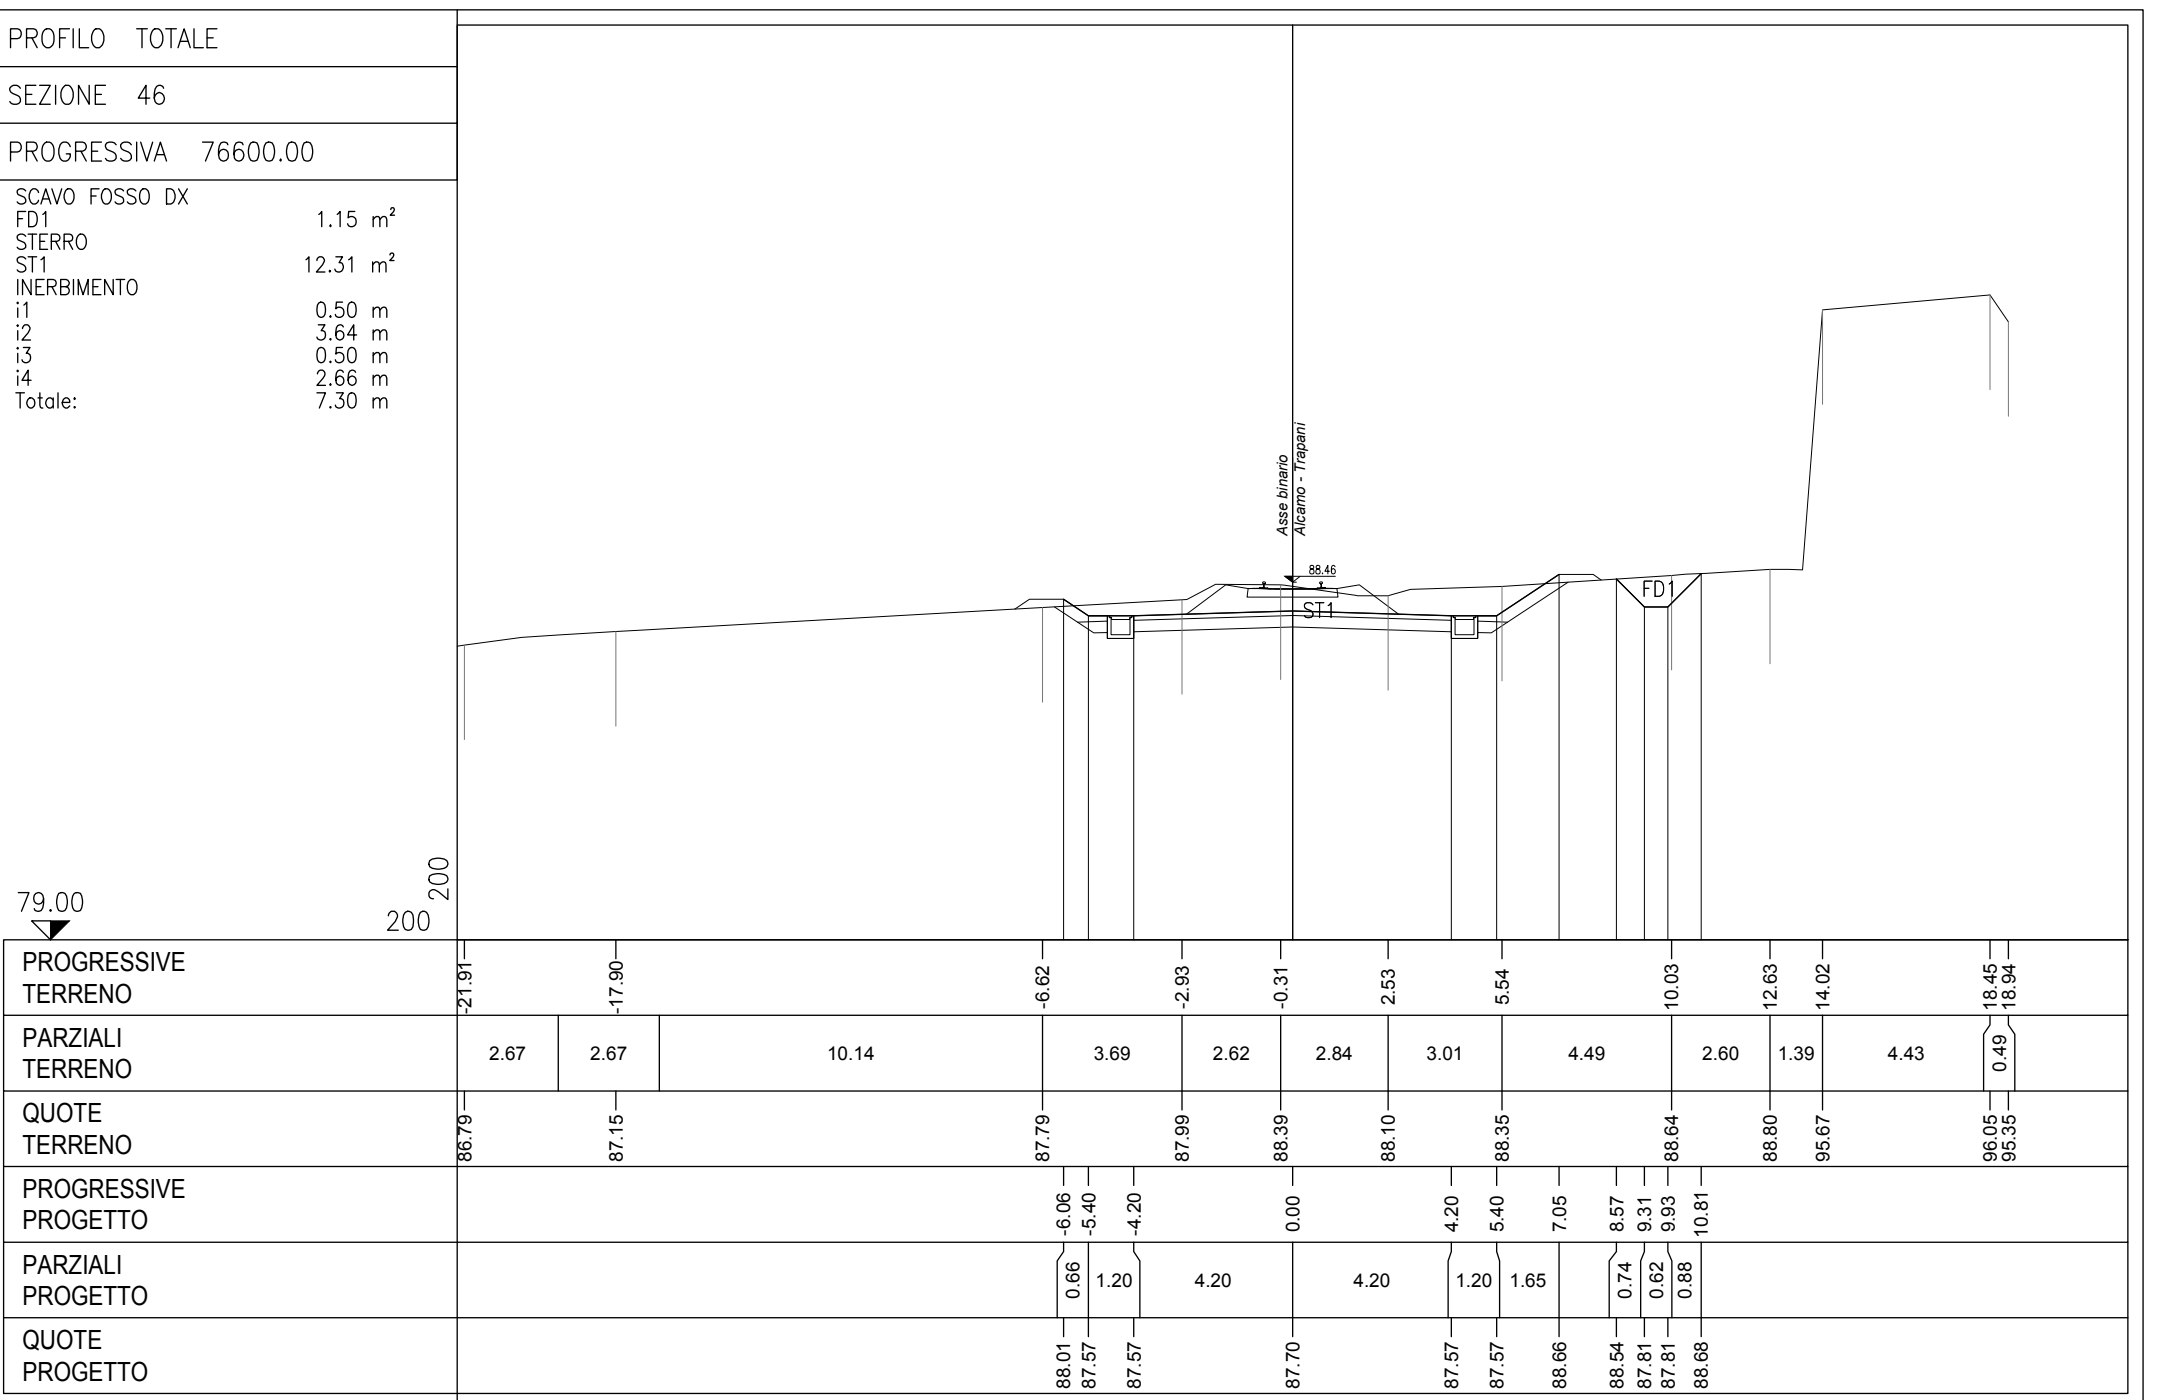 PROFILO TOTALE
SEZIONE 46
PROGRESSIVA 76600.00
SCAVO FOSSO DX
FD1 1.15 m²
STERRO
ST1 12.31 m²
INERBIMENTO
i1 0.50 m
i2 3.64 m
i3 0.50 m
i4 2.66 m
Totale: 7.30 m
Asse binario
Alcamo - Trapani
88.46
ST1
FD1
79.00
200
200
PROGRESSIVE
TERRENO
-21.91 -17.90 -6.62 -2.93 -0.31 2.53 5.54 10.03 12.63 14.02 18.45 18.94
PARZIALI
TERRENO
2.67 2.67 10.14 3.69 2.62 2.84 3.01 4.49 2.60 1.39 4.43 0.49
QUOTE
TERRENO
86.79 87.15 87.79 87.99 88.39 88.10 88.35 88.64 88.80 95.67 96.05 95.35
PROGRESSIVE
PROGETTO
-6.06 -5.40 -4.20 0.00 4.20 5.40 7.05 8.57 9.31 9.93 10.81
PARZIALI
PROGETTO
0.66 1.20 4.20 4.20 1.20 1.65 0.74 0.62 0.88
QUOTE
PROGETTO
88.01 87.57 87.57 87.70 87.57 87.57 88.66 88.54 87.81 87.81 88.68